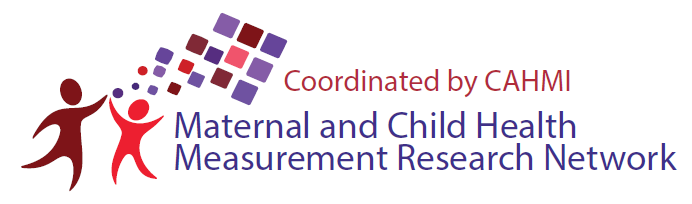 Coordinated by CAHMI
Maternal and Child Health
Measurement Research Network